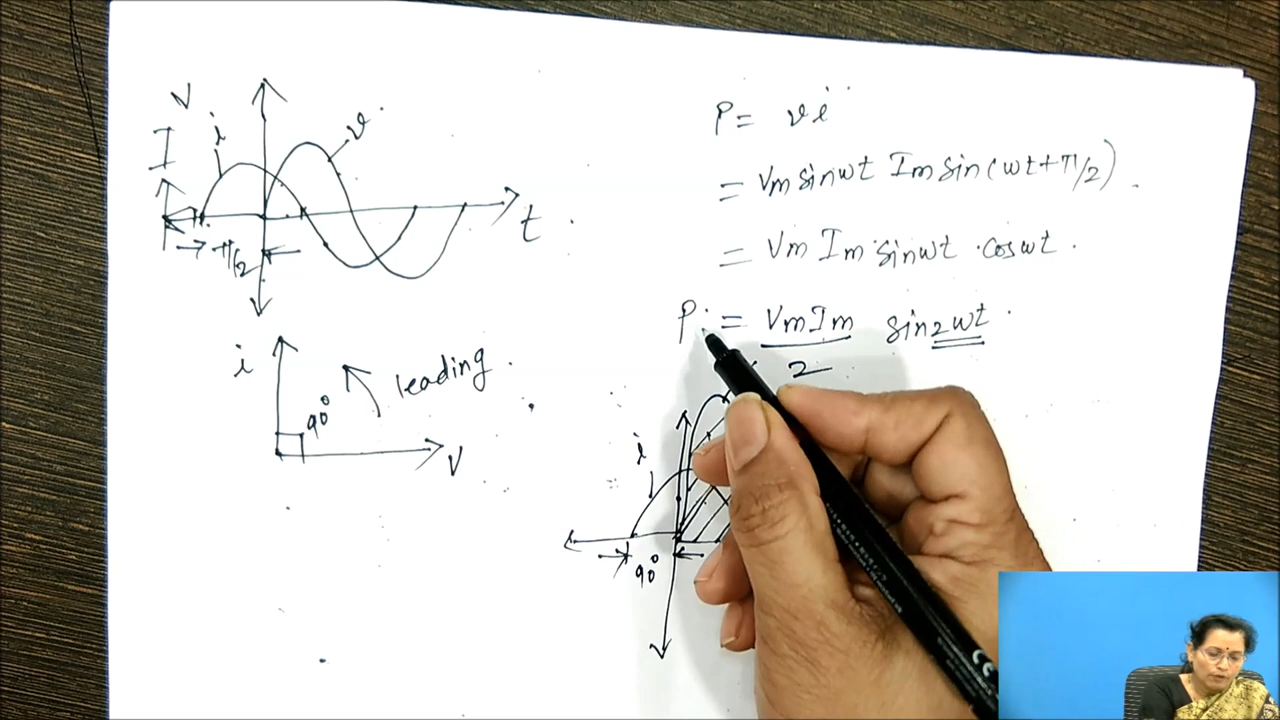 V
I
i
v
t
π/2
i
90°
leading
V
P = vi
= Vm sinωt Im sin(ωt+π/2)
= Vm Im sinωt · cosωt.
P = VmIm/2 sin2ωt.
i
90°